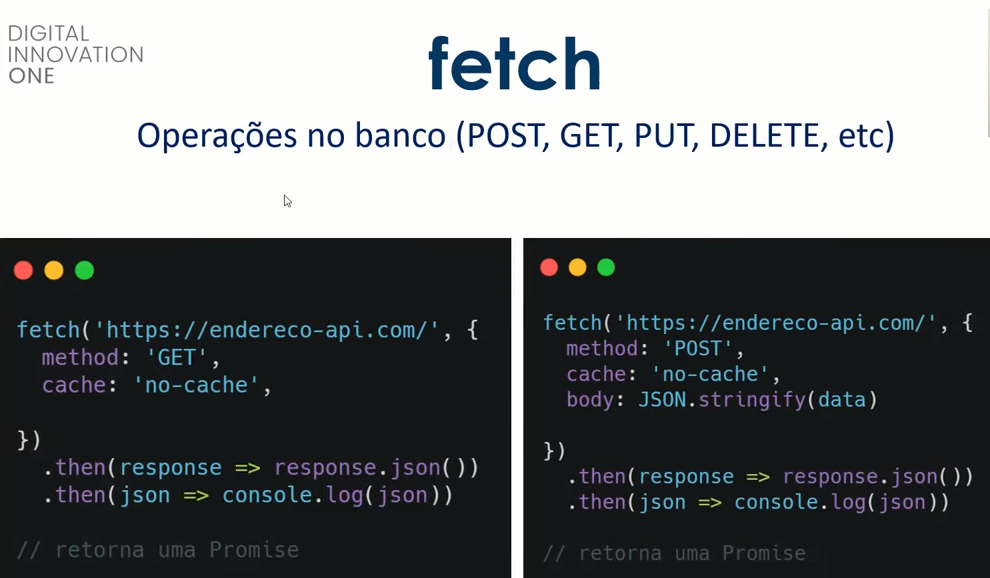 DIGITAL
INNOVATION
ONE
fetch
Operações no banco (POST, GET, PUT, DELETE, etc)
fetch('https://endereco-api.com/', {
  method: 'GET',
  cache: 'no-cache',
})
  .then(response => response.json())
  .then(json => console.log(json))
// retorna uma Promise
fetch('https://endereco-api.com/', {
  method: 'POST',
  cache: 'no-cache',
  body: JSON.stringify(data)
})
  .then(response => response.json())
  .then(json => console.log(json))
// retorna uma Promise